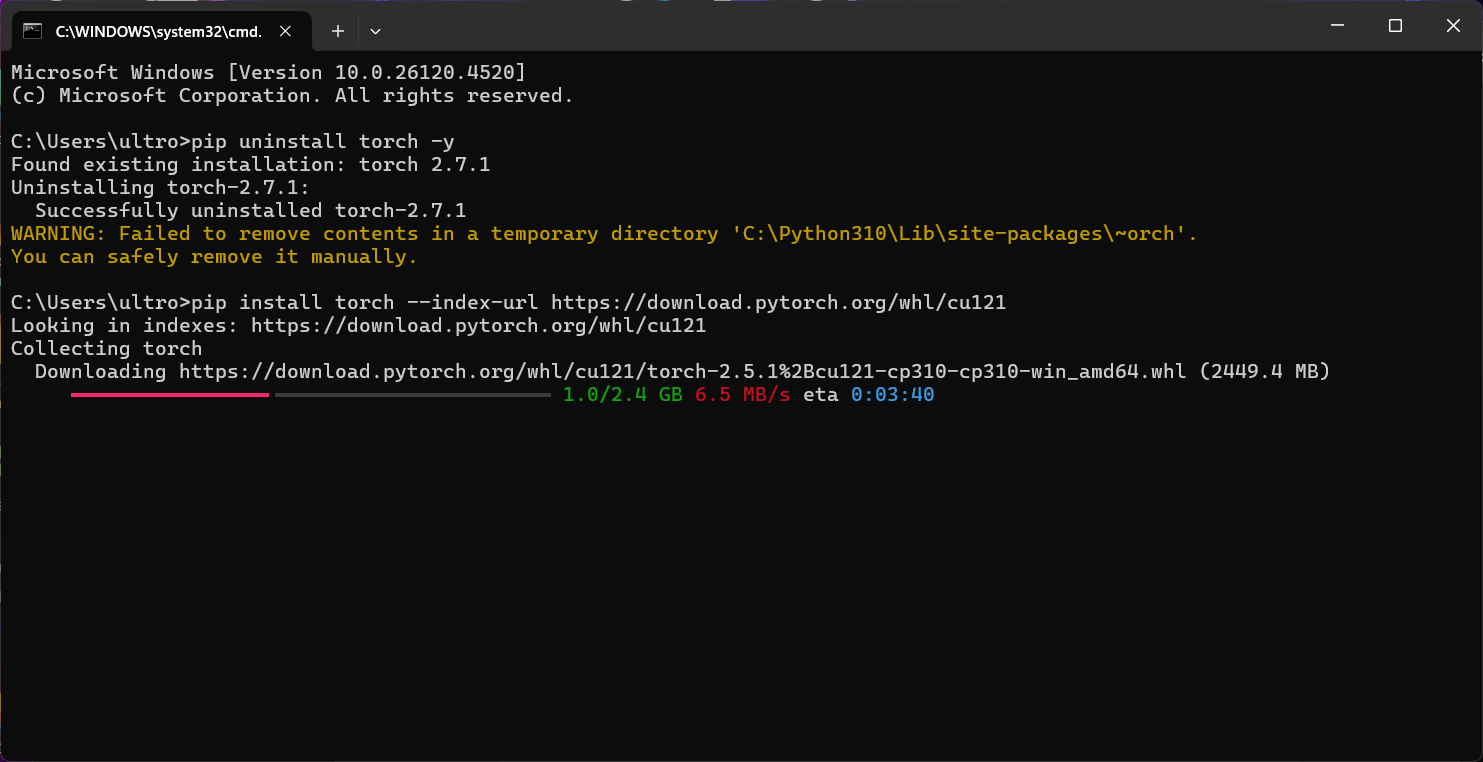 C:\WINDOWS\system32\cmd.
Microsoft Windows [Version 10.0.26120.4520]
(c) Microsoft Corporation. All rights reserved.
C:\Users\ultro>pip uninstall torch -y
Found existing installation: torch 2.7.1
Uninstalling torch-2.7.1:
  Successfully uninstalled torch-2.7.1
WARNING: Failed to remove contents in a temporary directory 'C:\Python310\Lib\site-packages\~orch'.
You can safely remove it manually.
C:\Users\ultro>pip install torch --index-url https://download.pytorch.org/whl/cu121
Looking in indexes: https://download.pytorch.org/whl/cu121
Collecting torch
  Downloading https://download.pytorch.org/whl/cu121/torch-2.5.1%2Bcu121-cp310-cp310-win_amd64.whl (2449.4 MB)
1.0/2.4 GB 6.5 MB/s eta 0:03:40